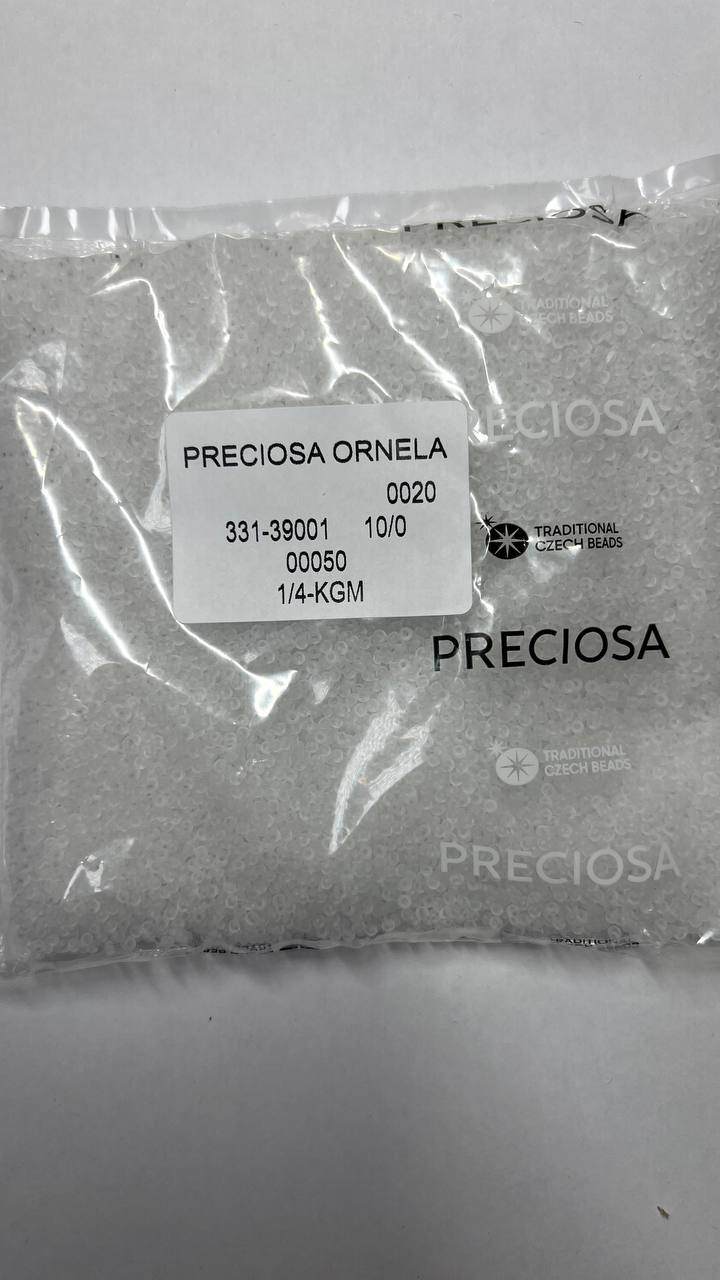 PRECIOSA
TRADITIONAL
CZECH BEADS
PRECIOSA
PRECIOSA ORNELA
0020
331-39001 10/0
00050
1/4-KGM
TRADITIONAL
CZECH BEADS
PRECIOSA
TRADITIONAL
CZECH BEADS
PRECIOSA
TRADITIONAL